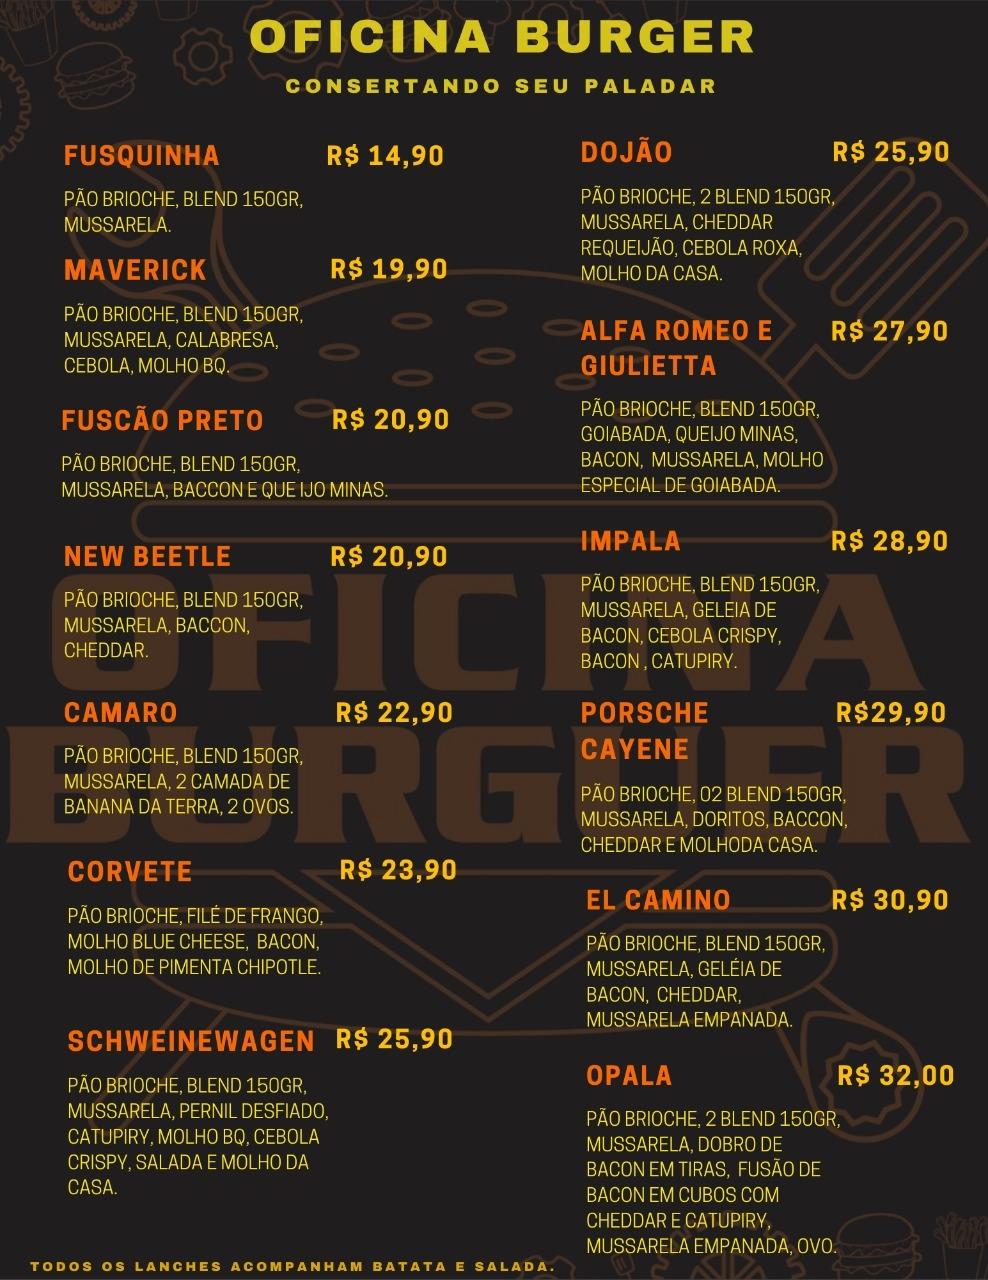 OFICINA BURGER
CONSERTANDO SEU PALADAR
FUSQUINHA R$ 14,90
PÃO BRIOCHE, BLEND 150GR,
MUSSARELA.
MAVERICK R$ 19,90
PÃO BRIOCHE, BLEND 150GR,
MUSSARELA, CALABRESA,
CEBOLA, MOLHO BQ.
FUSCÃO PRETO R$ 20,90
PÃO BRIOCHE, BLEND 150GR,
MUSSARELA, BACCON E QUE IJO MINAS.
NEW BEETLE R$ 20,90
PÃO BRIOCHE, BLEND 150GR,
MUSSARELA, BACCON,
CHEDDAR.
CAMARO R$ 22,90
PÃO BRIOCHE, BLEND 150GR,
MUSSARELA, 2 CAMADA DE
BANANA DA TERRA, 2 OVOS.
CORVETE R$ 23,90
PÃO BRIOCHE, FILÉ DE FRANGO,
MOLHO BLUE CHEESE, BACON,
MOLHO DE PIMENTA CHIPOTLE.
SCHWEINEWAGEN R$ 25,90
PÃO BRIOCHE, BLEND 150GR,
MUSSARELA, PERNIL DESFIADO,
CATUPIRY, MOLHO BQ, CEBOLA
CRISPY, SALADA E MOLHO DA
CASA.
DOJÃO R$ 25,90
PÃO BRIOCHE, 2 BLEND 150GR,
MUSSARELA, CHEDDAR
REQUEIJÃO, CEBOLA ROXA,
MOLHO DA CASA.
ALFA ROMEO E R$ 27,90
GIULIETTA
PÃO BRIOCHE, BLEND 150GR,
GOIABADA, QUEIJO MINAS,
BACON, MUSSARELA, MOLHO
ESPECIAL DE GOIABADA.
IMPALA R$ 28,90
PÃO BRIOCHE, BLEND 150GR,
MUSSARELA, GELEIA DE
BACON, CEBOLA CRISPY,
BACON , CATUPIRY.
PORSCHE R$29,90
CAYENE
PÃO BRIOCHE, 02 BLEND 150GR,
MUSSARELA, DORITOS, BACCON,
CHEDDAR E MOLHODA CASA.
EL CAMINO R$ 30,90
PÃO BRIOCHE, BLEND 150GR,
MUSSARELA, GELÉIA DE
BACON, CHEDDAR,
MUSSARELA EMPANADA.
OPALA R$ 32,00
PÃO BRIOCHE, 2 BLEND 150GR,
MUSSARELA, DOBRO DE
BACON EM TIRAS, FUSÃO DE
BACON EM CUBOS COM
CHEDDAR E CATUPIRY,
MUSSARELA EMPANADA, OVO.
OFICINA
BURGUER
TODOS OS LANCHES ACOMPANHAM BATATA E SALADA.